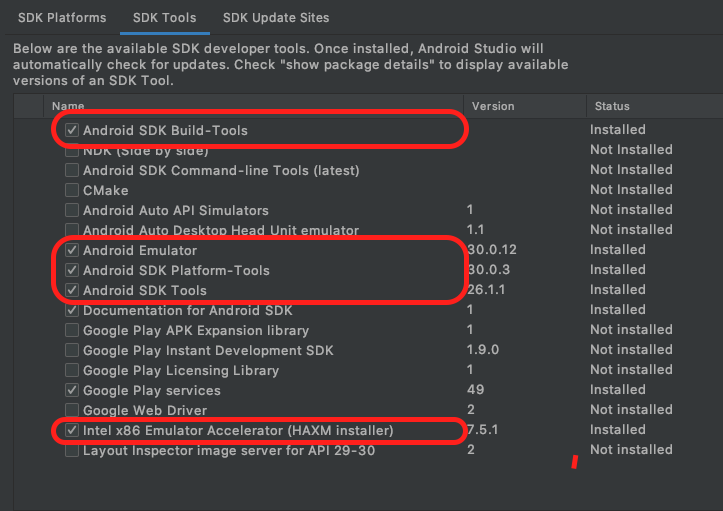 SDK Platforms SDK Tools SDK Update Sites
Below are the available SDK developer tools. Once installed, Android Studio will
automatically check for updates. Check "show package details" to display available
versions of an SDK Tool.
Name Version Status
Android SDK Build-Tools Installed
NDK (Side by side) Not Installed
Android SDK Command-line Tools (latest) Not Installed
CMake Not Installed
Android Auto API Simulators 1 Not installed
Android Auto Desktop Head Unit emulator 1.1 Not installed
Android Emulator 30.0.12 Installed
Android SDK Platform-Tools 30.0.3 Installed
Android SDK Tools 26.1.1 Installed
Documentation for Android SDK 1 Installed
Google Play APK Expansion library 1 Not installed
Google Play Instant Development SDK 1.9.0 Not installed
Google Play Licensing Library 1 Not installed
Google Play services 49 Installed
Google Web Driver 2 Not installed
Intel x86 Emulator Accelerator (HAXM installer) 7.5.1 Installed
Layout Inspector image server for API 29-30 2 Not installed